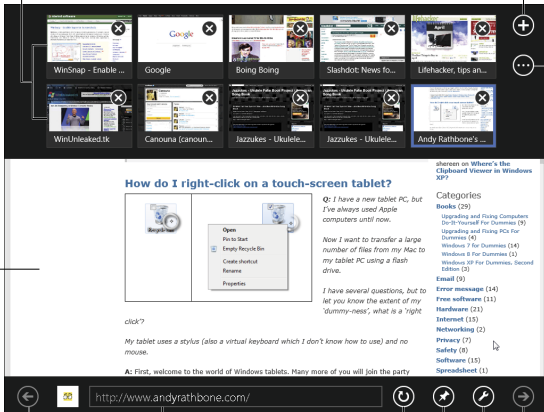 WinSnap - Enable ...
Google
Boing Boing
Slashdot: News fo...
Lifehacker, tips an...
WinUnleaked.tk
Canouna (canoun...
Jazzukes - Ukulele...
Jazzukes - Ukulele...
Andy Rathbone's ...
shereen on Where's the
Clipboard Viewer in Windows
XP?
How do I right-click on a touch-screen tablet?
Open
Pin to Start
Empty Recycle Bin
Create shortcut
Rename
Properties
Q: I have a new tablet PC, but
I've always used Apple
computers until now.
Now I want to transfer a large
number of files from my Mac to
my tablet PC using a flash
drive.
I have several questions, but to
let you know the extent of my
'dummy-ness', what is a 'right
click'?
My tablet uses a stylus (also a virtual keyboard which I don't know how to use) and no
mouse.
A: First, welcome to the world of Windows tablets. Many more of you will join the party
Categories
Books (29)
Upgrading and Fixing Computers
Do-It-Yourself For Dummies (9)
Upgrading and Fixing PCs For
Dummies (4)
Windows 7 for Dummies (14)
Windows 8 for Dummies (1)
Windows XP For Dummies, Second
Edition (3)
Email (9)
Error message (14)
Free software (11)
Hardware (21)
Internet (15)
Networking (2)
Privacy (7)
Safety (8)
Software (15)
Spreadsheet (1)
http://www.andyrathbone.com/